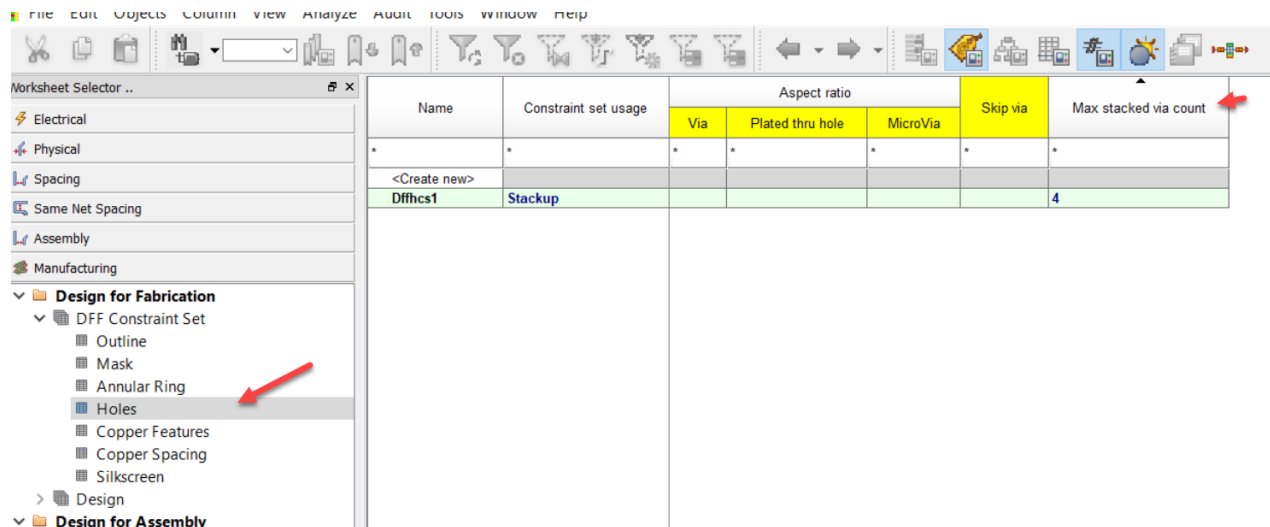 File Edit Objects Column View Analyze Audit Tools Window Help
Worksheet Selector ..
Electrical
Physical
Spacing
Same Net Spacing
Assembly
Manufacturing
Design for Fabrication
DFF Constraint Set
Outline
Mask
Annular Ring
Holes
Copper Features
Copper Spacing
Silkscreen
Design
Design for Assembly
Name Constraint set usage Aspect ratio Skip via Max stacked via count
Via Plated thru hole MicroVia
* * * * * * *
<Create new>
Dffhcs1 Stackup 4